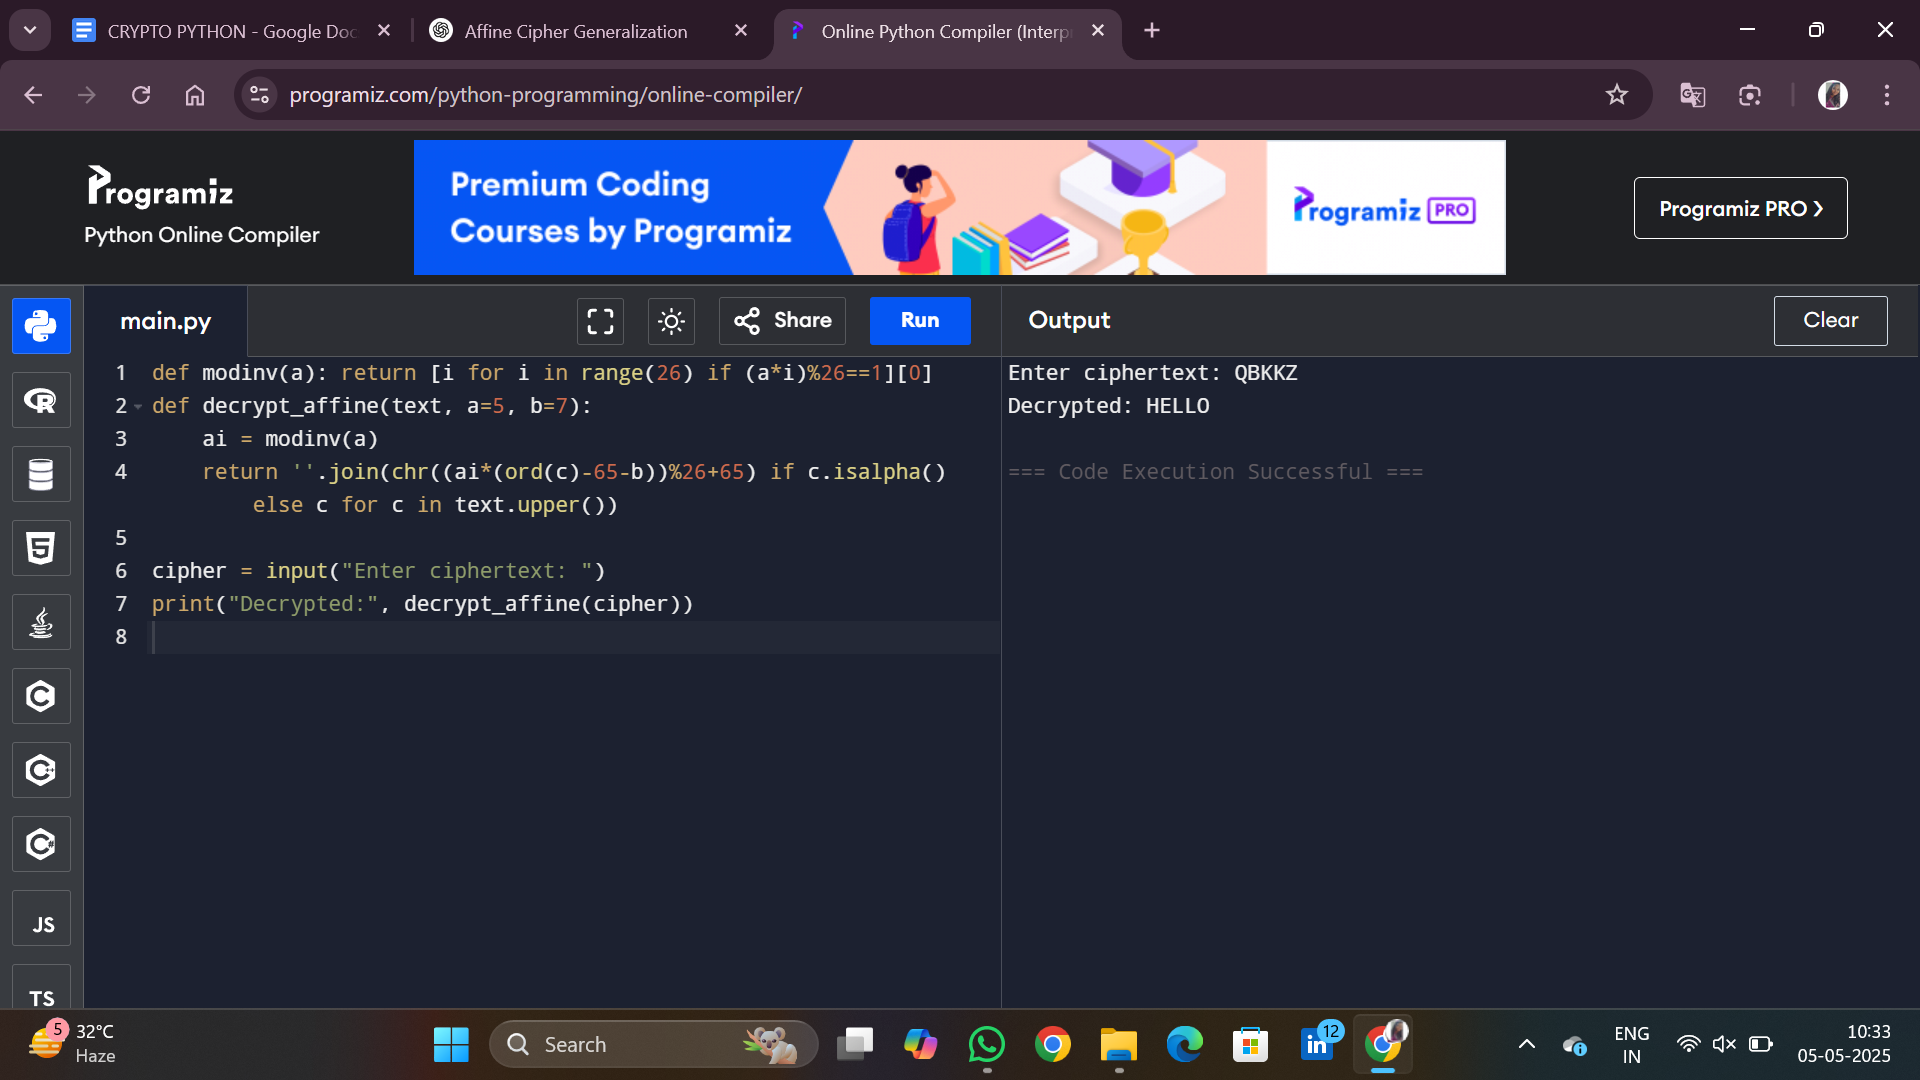 CRYPTO PYTHON - Google Doc
Affine Cipher Generalization
Online Python Compiler (Interp
programiz.com/python-programming/online-compiler/
Programiz
Python Online Compiler
Premium Coding
Courses by Programiz
Programiz PRO
Programiz PRO ❯
main.py
Share
Run
Output
Clear
1 def modinv(a): return [i for i in range(26) if (a*i)%26==1][0]
2 def decrypt_affine(text, a=5, b=7):
3     ai = modinv(a)
4     return ''.join(chr((ai*(ord(c)-65-b))%26+65) if c.isalpha()
else c for c in text.upper())
5
6 cipher = input("Enter ciphertext: ")
7 print("Decrypted:", decrypt_affine(cipher))
8
Enter ciphertext: QBKKZ
Decrypted: HELLO
=== Code Execution Successful ===
JS
TS
5
32°C
Haze
Search
in
12
ENG
IN
10:33
05-05-2025